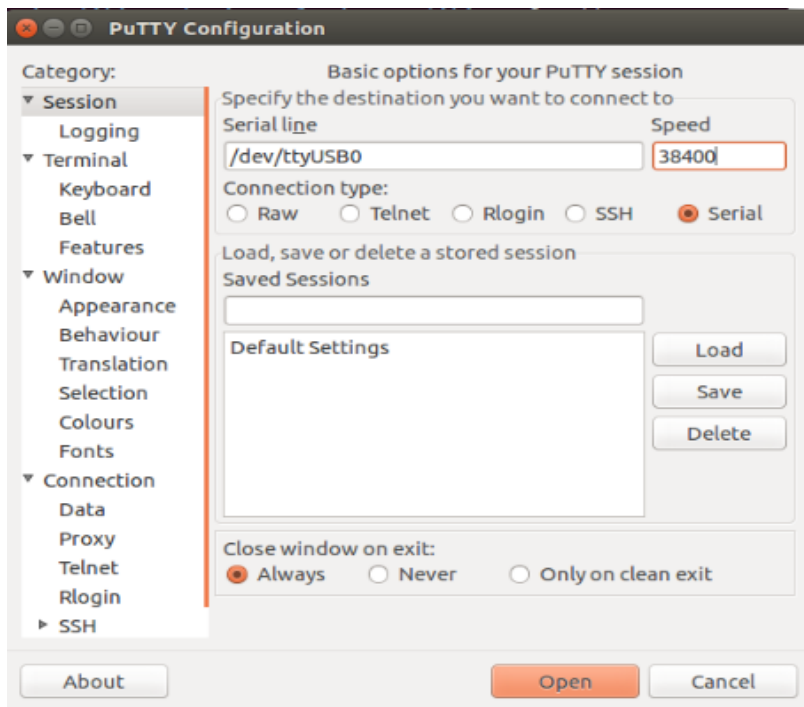 PuTTY Configuration
Category:
Session
Logging
Terminal
Keyboard
Bell
Features
Window
Appearance
Behaviour
Translation
Selection
Colours
Fonts
Connection
Data
Proxy
Telnet
Rlogin
SSH
Basic options for your PuTTY session
Specify the destination you want to connect to
Serial line Speed
/dev/ttyUSB0 38400
Connection type:
Raw Telnet Rlogin SSH Serial
Load, save or delete a stored session
Saved Sessions
Default Settings
Load
Save
Delete
Close window on exit:
Always Never Only on clean exit
About Open Cancel